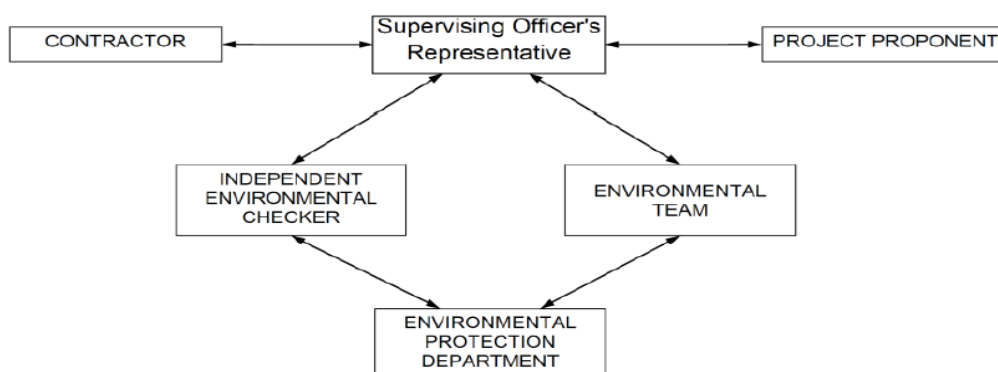 CONTRACTOR
Supervising Officer's
Representative
PROJECT PROPONENT
INDEPENDENT
ENVIRONMENTAL
CHECKER
ENVIRONMENTAL
TEAM
ENVIRONMENTAL
PROTECTION
DEPARTMENT